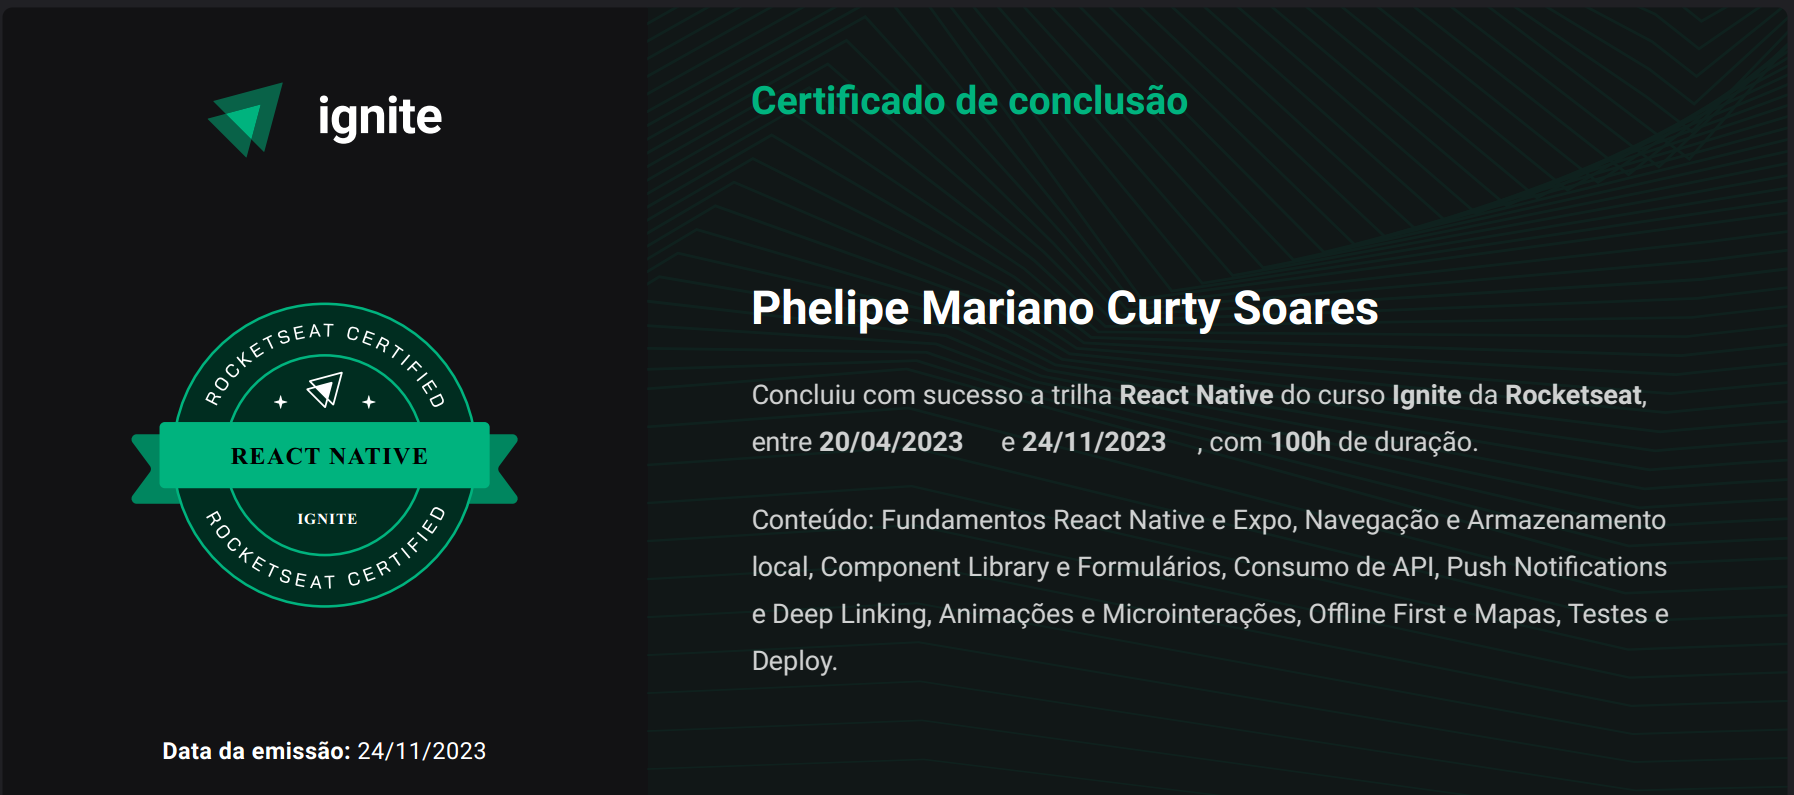 ignite
Certificado de conclusão
Phelipe Mariano Curty Soares
Concluiu com sucesso a trilha React Native do curso Ignite da Rocketseat,
entre 20/04/2023 e 24/11/2023 , com 100h de duração.
Conteúdo: Fundamentos React Native e Expo, Navegação e Armazenamento
local, Component Library e Formulários, Consumo de API, Push Notifications
e Deep Linking, Animações e Microinterações, Offline First e Mapas, Testes e
Deploy.
ROCKETSEAT CERTIFIED
REACT NATIVE
IGNITE
ROCKETSEAT CERTIFIED
Data da emissão: 24/11/2023